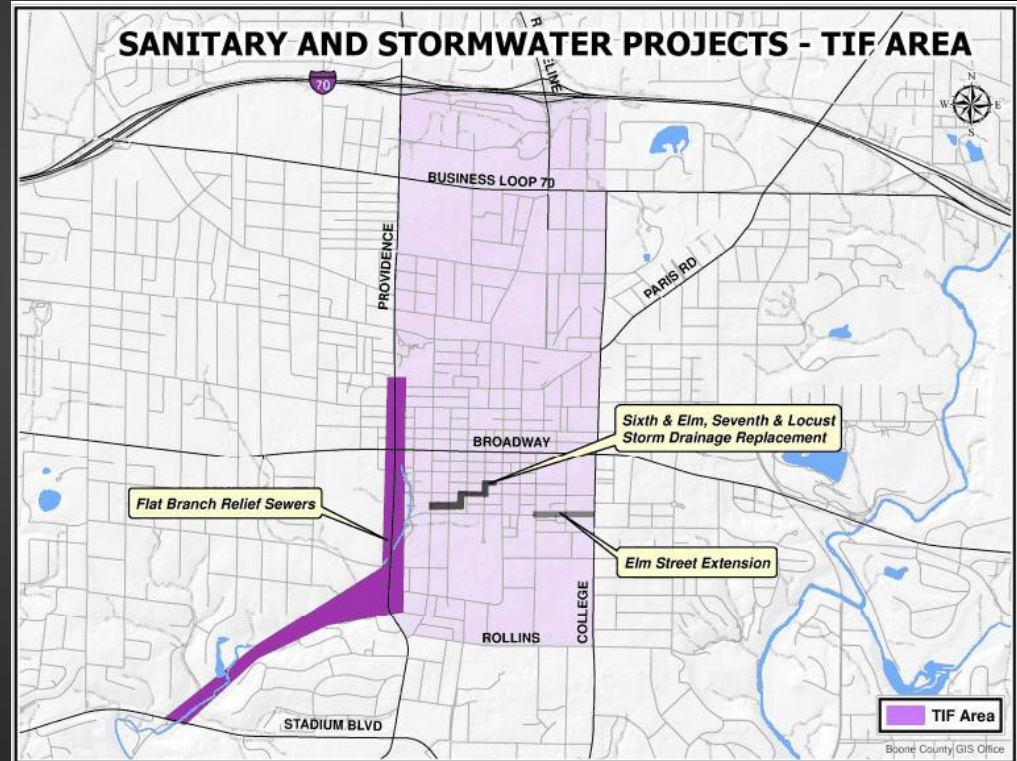 SANITARY AND STORMWATER PROJECTS - TIF AREA
70
N
W
E
S
BUSINESS LOOP 70
PROVIDENCE
PARIS RD
Sixth & Elm, Seventh & Locust
Storm Drainage Replacement
BROADWAY
Flat Branch Relief Sewers
Elm Street Extension
COLLEGE
ROLLINS
STADIUM BLVD
TIF Area
Boone County GIS Office